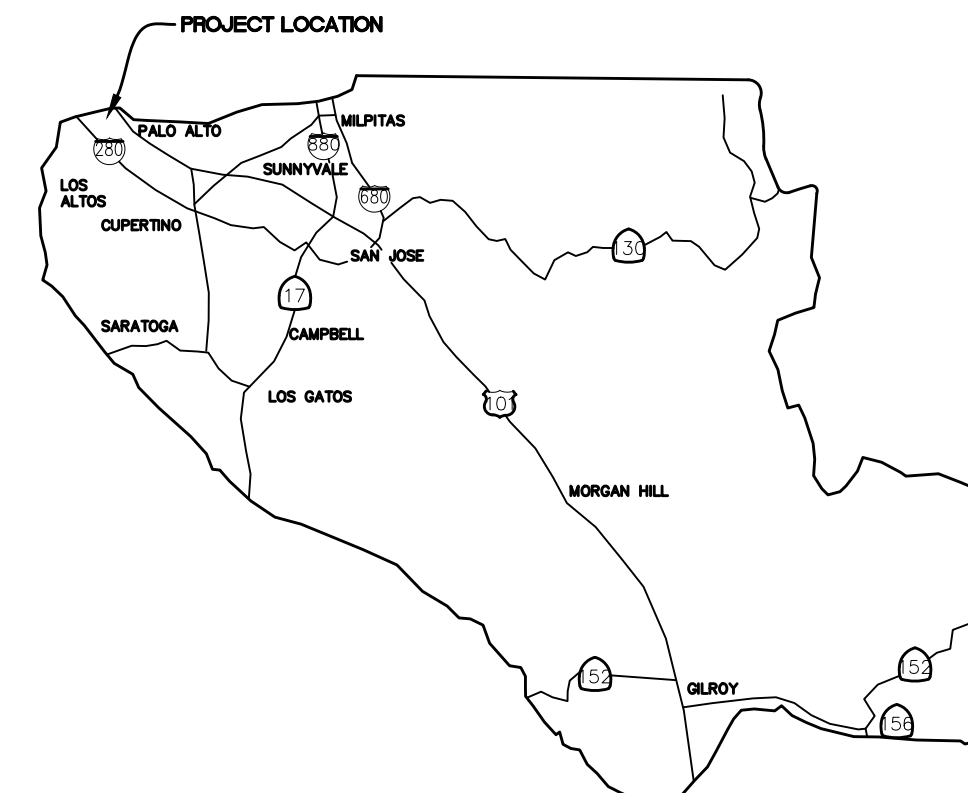 PROJECT LOCATION
MILPITAS
PALO ALTO
280
880
SUNNYVALE
LOS
ALTOS
680
CUPERTINO
130
SAN JOSE
17
SARATOGA
CAMPBELL
LOS GATOS
101
MORGAN HILL
152
152
GILROY
156